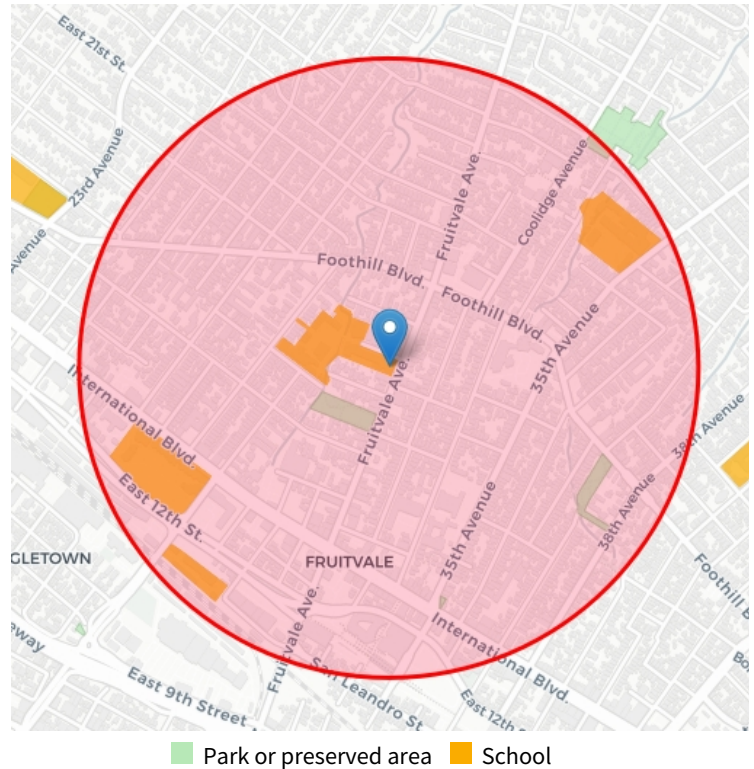 East 21st St.
23rd Avenue
Avenue
Fruitvale Ave.
Coolidge Avenue
Foothill Blvd.
Foothill Blvd.
35th Avenue
International Blvd.
Fruitvale Ave.
38th Avenue
East 12th St.
35th Avenue
38th Avenue
GLETOWN
FRUITVALE
Foothill B
eway
Fruitvale Ave.
International Blvd.
San Leandro St.
East 9th Street
East 12th S
Bo
Park or preserved area
School